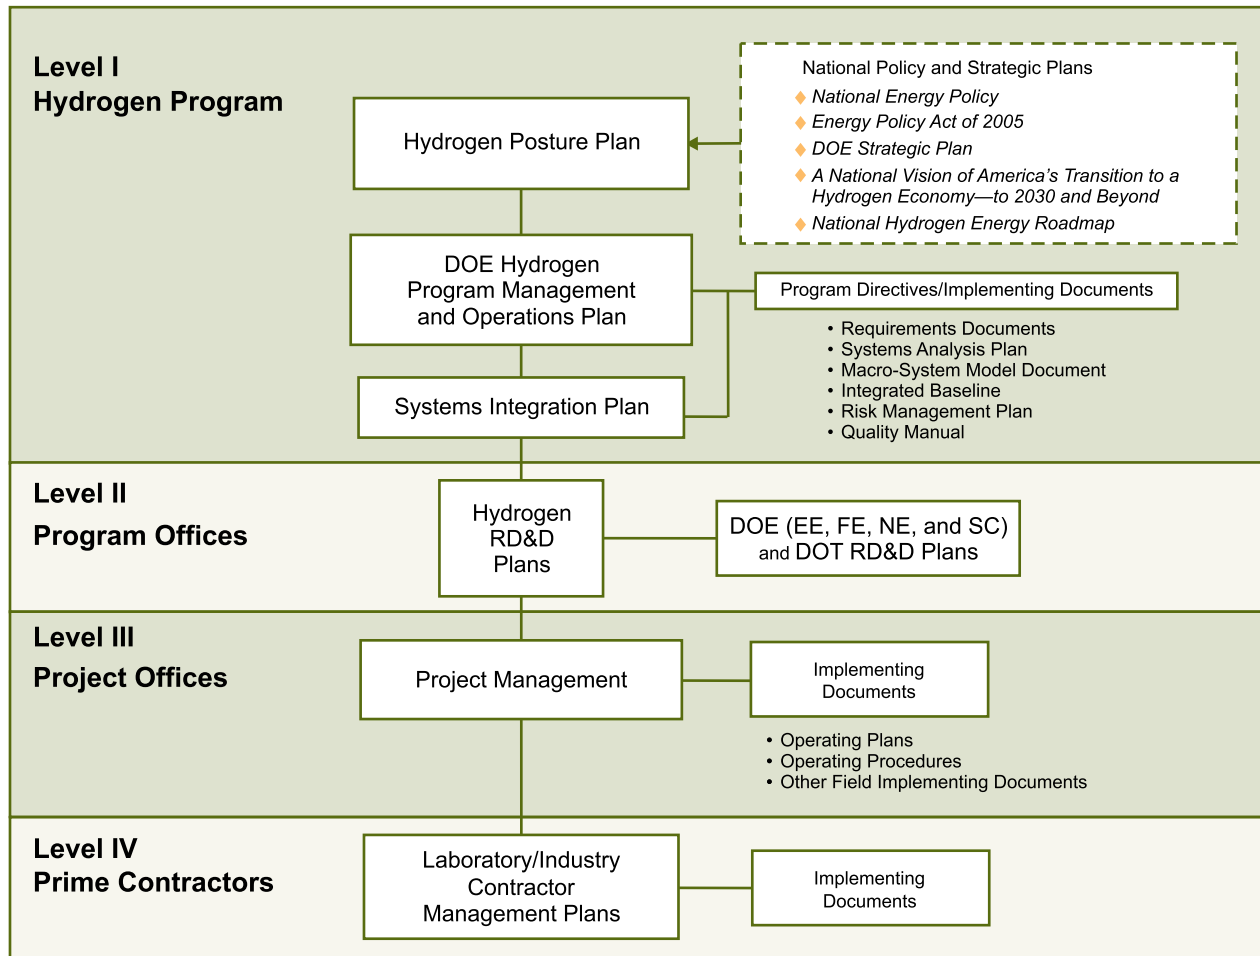 Level I
Hydrogen Program
Hydrogen Posture Plan
National Policy and Strategic Plans
♦ National Energy Policy
♦ Energy Policy Act of 2005
♦ DOE Strategic Plan
♦ A National Vision of America’s Transition to a
Hydrogen Economy—to 2030 and Beyond
♦ National Hydrogen Energy Roadmap
DOE Hydrogen
Program Management
and Operations Plan
Program Directives/Implementing Documents
• Requirements Documents
• Systems Analysis Plan
• Macro-System Model Document
• Integrated Baseline
• Risk Management Plan
• Quality Manual
Systems Integration Plan
Level II
Program Offices
Hydrogen
RD&D
Plans
DOE (EE, FE, NE, and SC)
and DOT RD&D Plans
Level III
Project Offices
Project Management
Implementing
Documents
• Operating Plans
• Operating Procedures
• Other Field Implementing Documents
Level IV
Prime Contractors
Laboratory/Industry
Contractor
Management Plans
Implementing
Documents